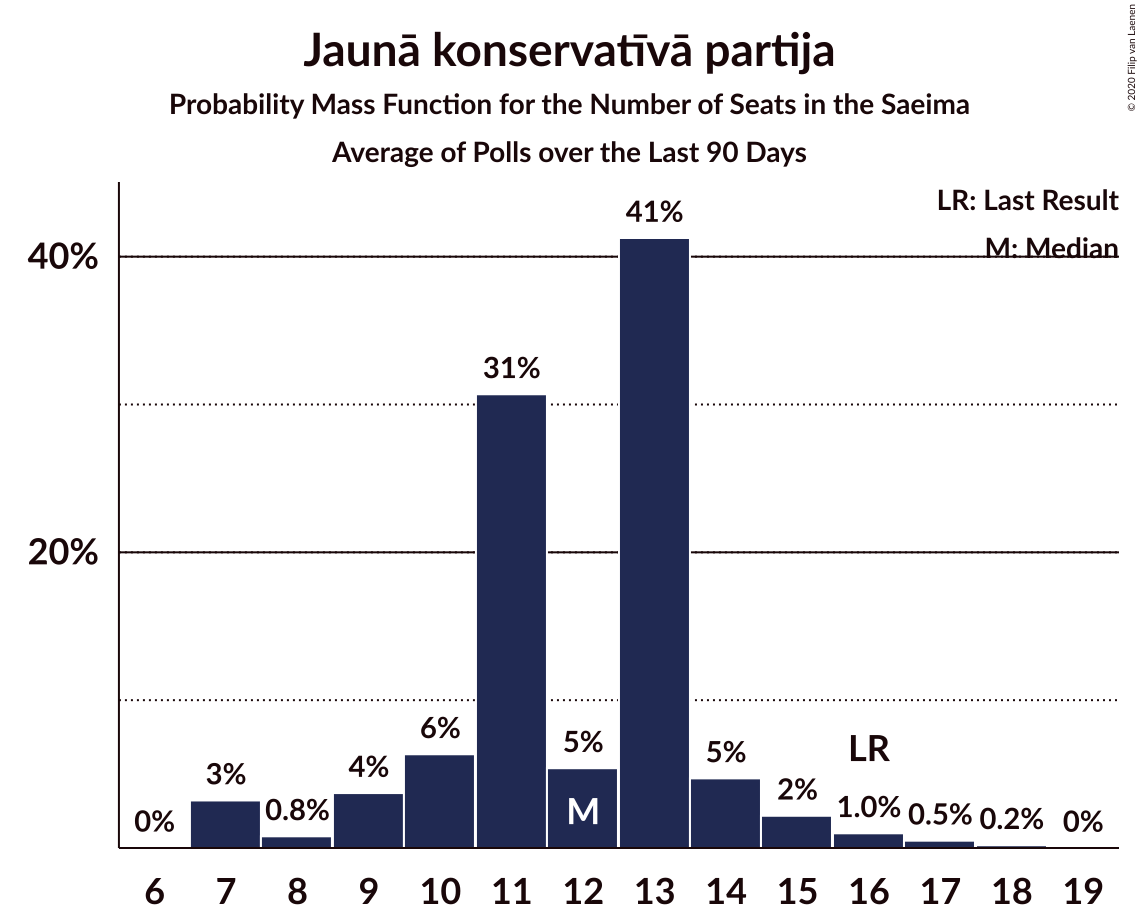 Jaunā konservatīvā partija
Probability Mass Function for the Number of Seats in the Saeima
Average of Polls over the Last 90 Days
© 2020 Filip van Laenen
LR: Last Result
M: Median
40%
20%
0%
3%
0.8%
4%
6%
31%
5%
41%
5%
2%
1.0%
0.5%
0.2%
0%
LR
M
6 7 8 9 10 11 12 13 14 15 16 17 18 19